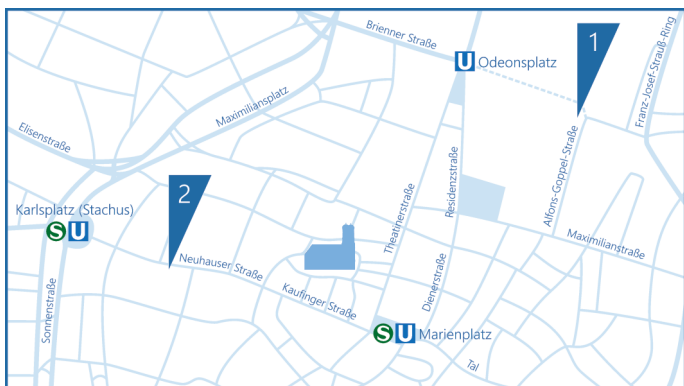 Brienner Straße
1
U Odeonsplatz
Franz-Josef-Strauß-Ring
Maximiliansplatz
Elisenstraße
Alfons-Goppel-Straße
2
Residenzstraße
Karlsplatz (Stachus)
S U
Theatinerstraße
Maximilianstraße
Neuhauser Straße
Dienerstraße
Kaufinger Straße
Sonnenstraße
S U Marienplatz
Tal